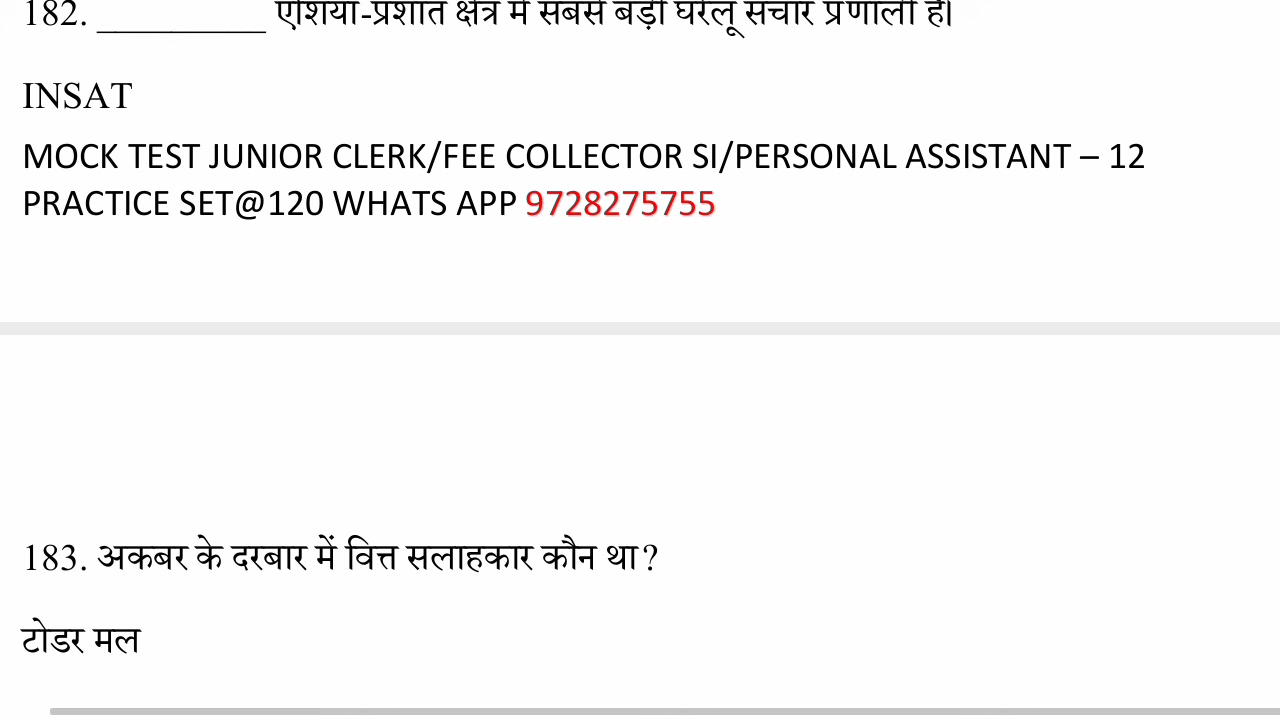 182. _________ एशिया-प्रशांत क्षेत्र में सबसे बड़ी घरेलू संचार प्रणाली है।
INSAT
MOCK TEST JUNIOR CLERK/FEE COLLECTOR SI/PERSONAL ASSISTANT – 12
PRACTICE SET@120 WHATS APP 9728275755
183. अकबर के दरबार में वित्त सलाहकार कौन था?
टोडर मल